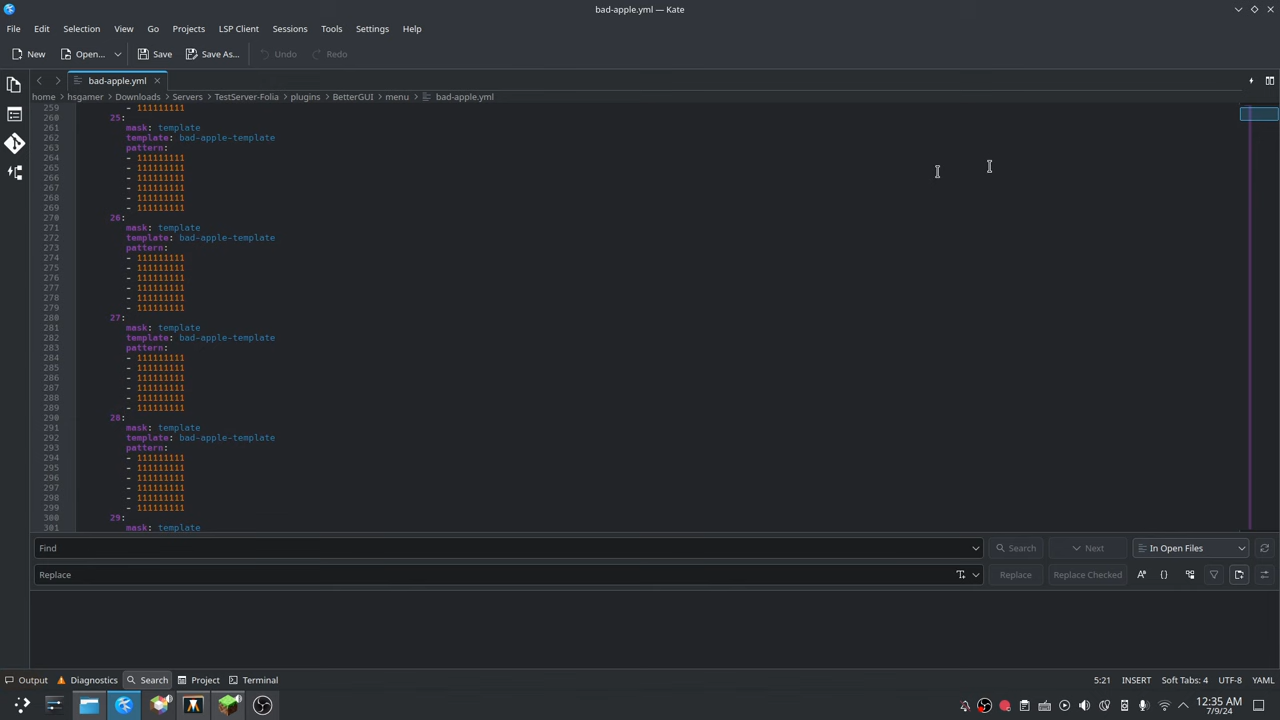 bad-apple.yml — Kate
File Edit Selection View Go Projects LSP Client Sessions Tools Settings Help
New Open... Save Save As... Undo Redo
bad-apple.yml
home hsgamer Downloads Servers TestServer-Folia plugins BetterGUI menu bad-apple.yml
259 - 111111111
260 25:
261 mask: template
262 template: bad-apple-template
263 pattern:
264 - 111111111
265 - 111111111
266 - 111111111
267 - 111111111
268 - 111111111
269 - 111111111
270 26:
271 mask: template
272 template: bad-apple-template
273 pattern:
274 - 111111111
275 - 111111111
276 - 111111111
277 - 111111111
278 - 111111111
279 - 111111111
280 27:
281 mask: template
282 template: bad-apple-template
283 pattern:
284 - 111111111
285 - 111111111
286 - 111111111
287 - 111111111
288 - 111111111
289 - 111111111
290 28:
291 mask: template
292 template: bad-apple-template
293 pattern:
294 - 111111111
295 - 111111111
296 - 111111111
297 - 111111111
298 - 111111111
299 - 111111111
300 29:
301 mask: template
Find Search Next In Open Files
Replace Replace Replace Checked
Output Diagnostics Search Project Terminal 5:21 INSERT Soft Tabs: 4 UTF-8 YAML
12:35 AM
7/9/24